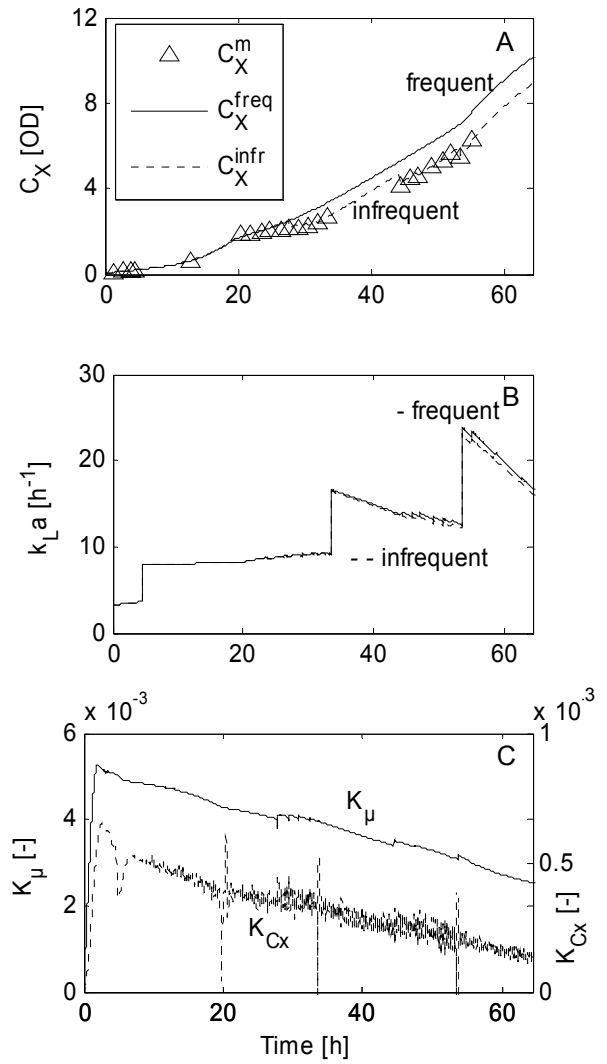 A
C_X^m
C_X^freq
C_X^infr
frequent
infrequent
C_X [OD]
12
8
4
0
0 20 40 60
B
- frequent
- - infrequent
k_L a [h^-1]
30
20
10
0
0 20 40 60
x 10^-3
x 10^-3
C
K_μ
K_Cx
K_μ [-]
6
4
2
0
K_Cx [-]
1
0.5
0
0 20 40 60
Time [h]